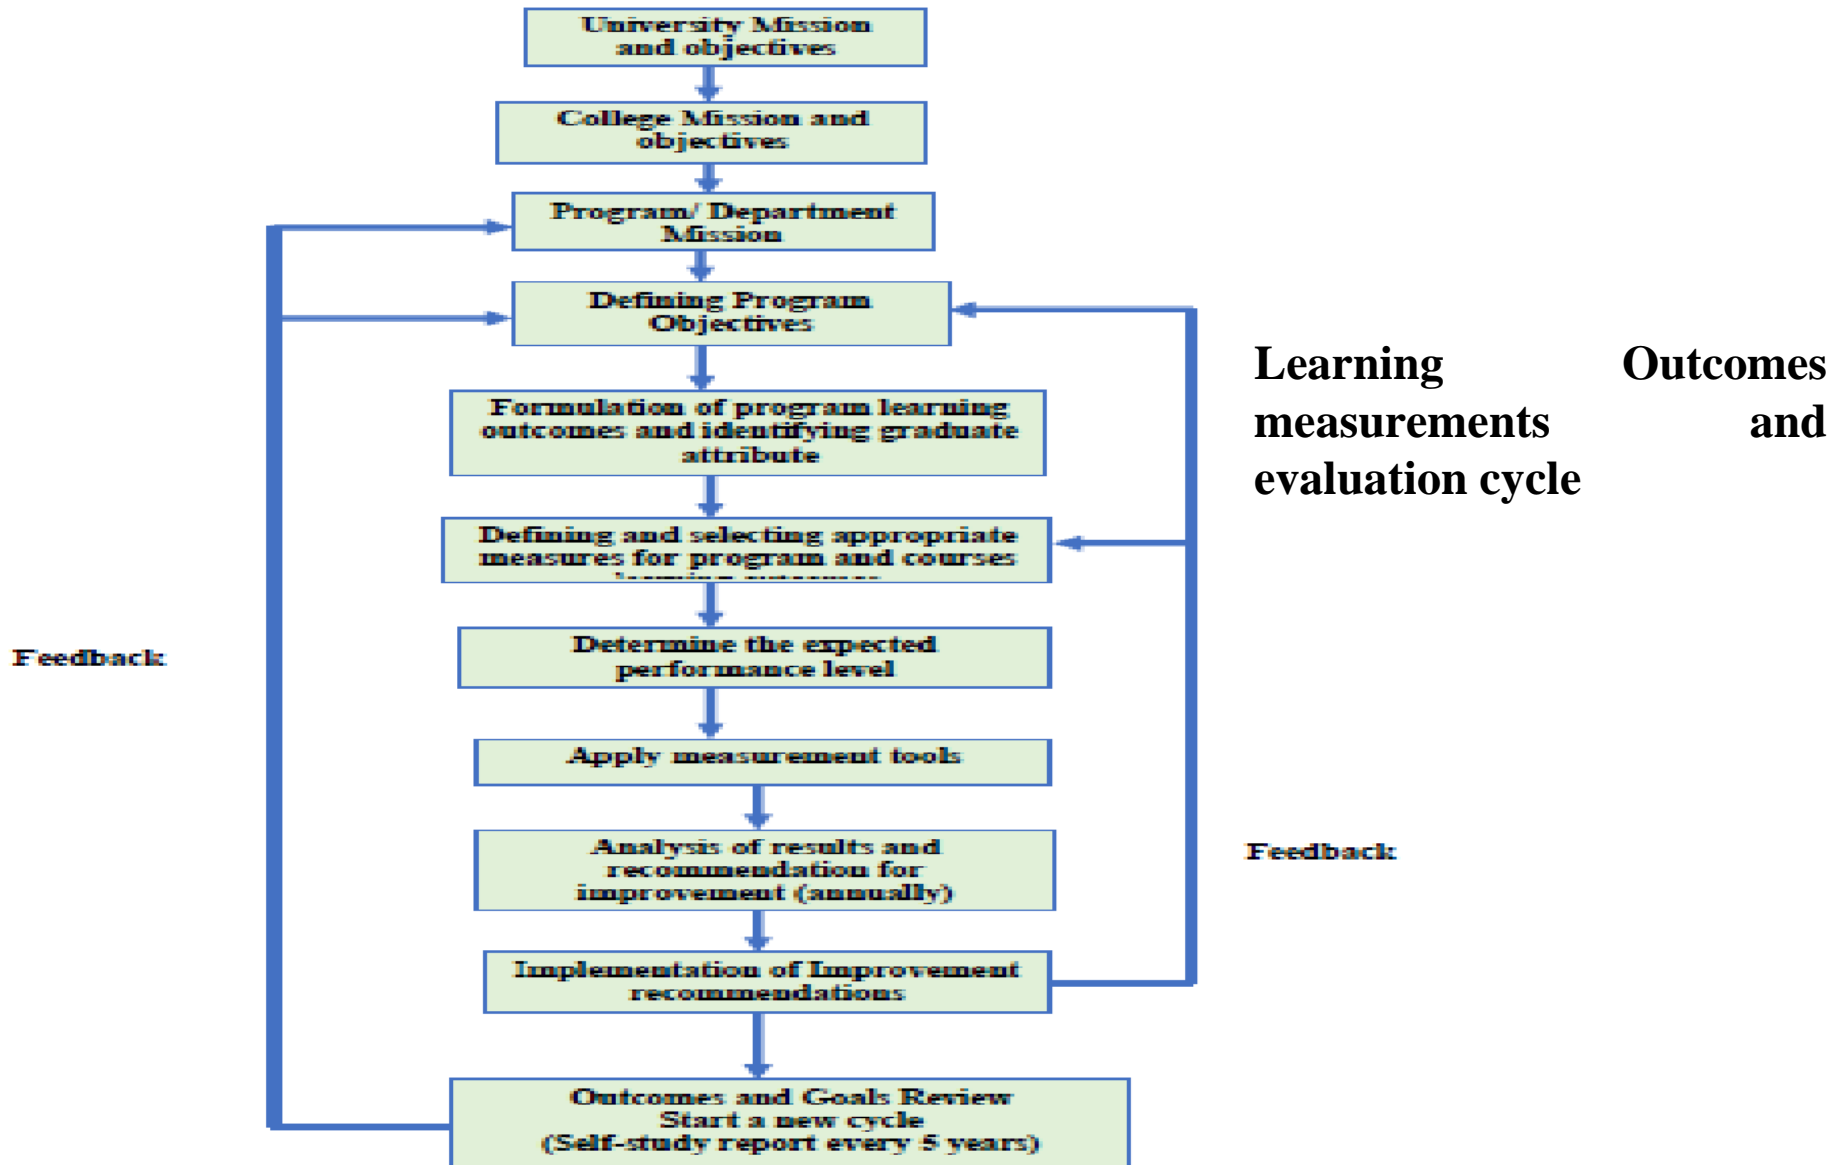 University Mission
and objectives
College Mission and
objectives
Program/ Department
Mission
Defining Program
Objectives
Learning Outcomes
measurements and
evaluation cycle
Formulation of program learning
outcomes and identifying graduate
attribute
Defining and selecting appropriate
measures for program and courses
Determine the expected
performance level
Feedback
Apply measurement tools
Analysis of results and
recommendation for
improvement (annually)
Feedback
Implementation of Improvement
recommendations
Outcomes and Goals Review
Start a new cycle
(Self-study report every 5 years)